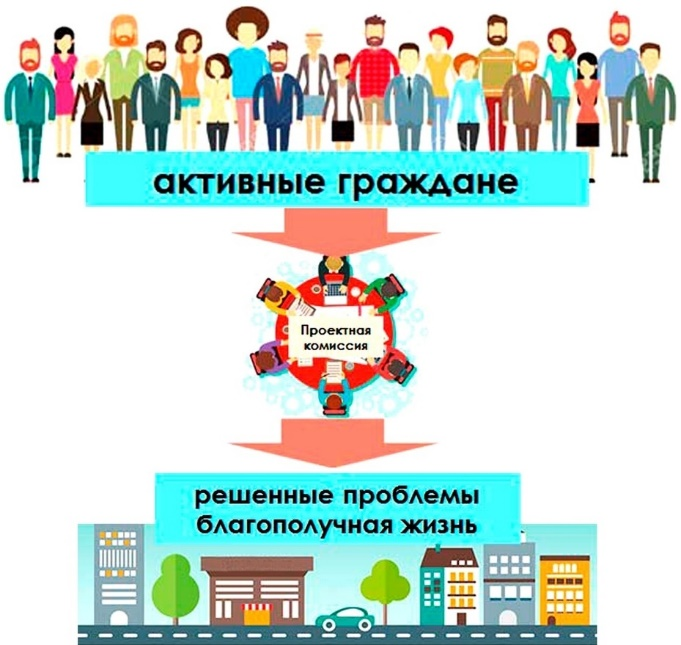 активные граждане
Проектная
комиссия
решенные проблемы
благополучная жизнь